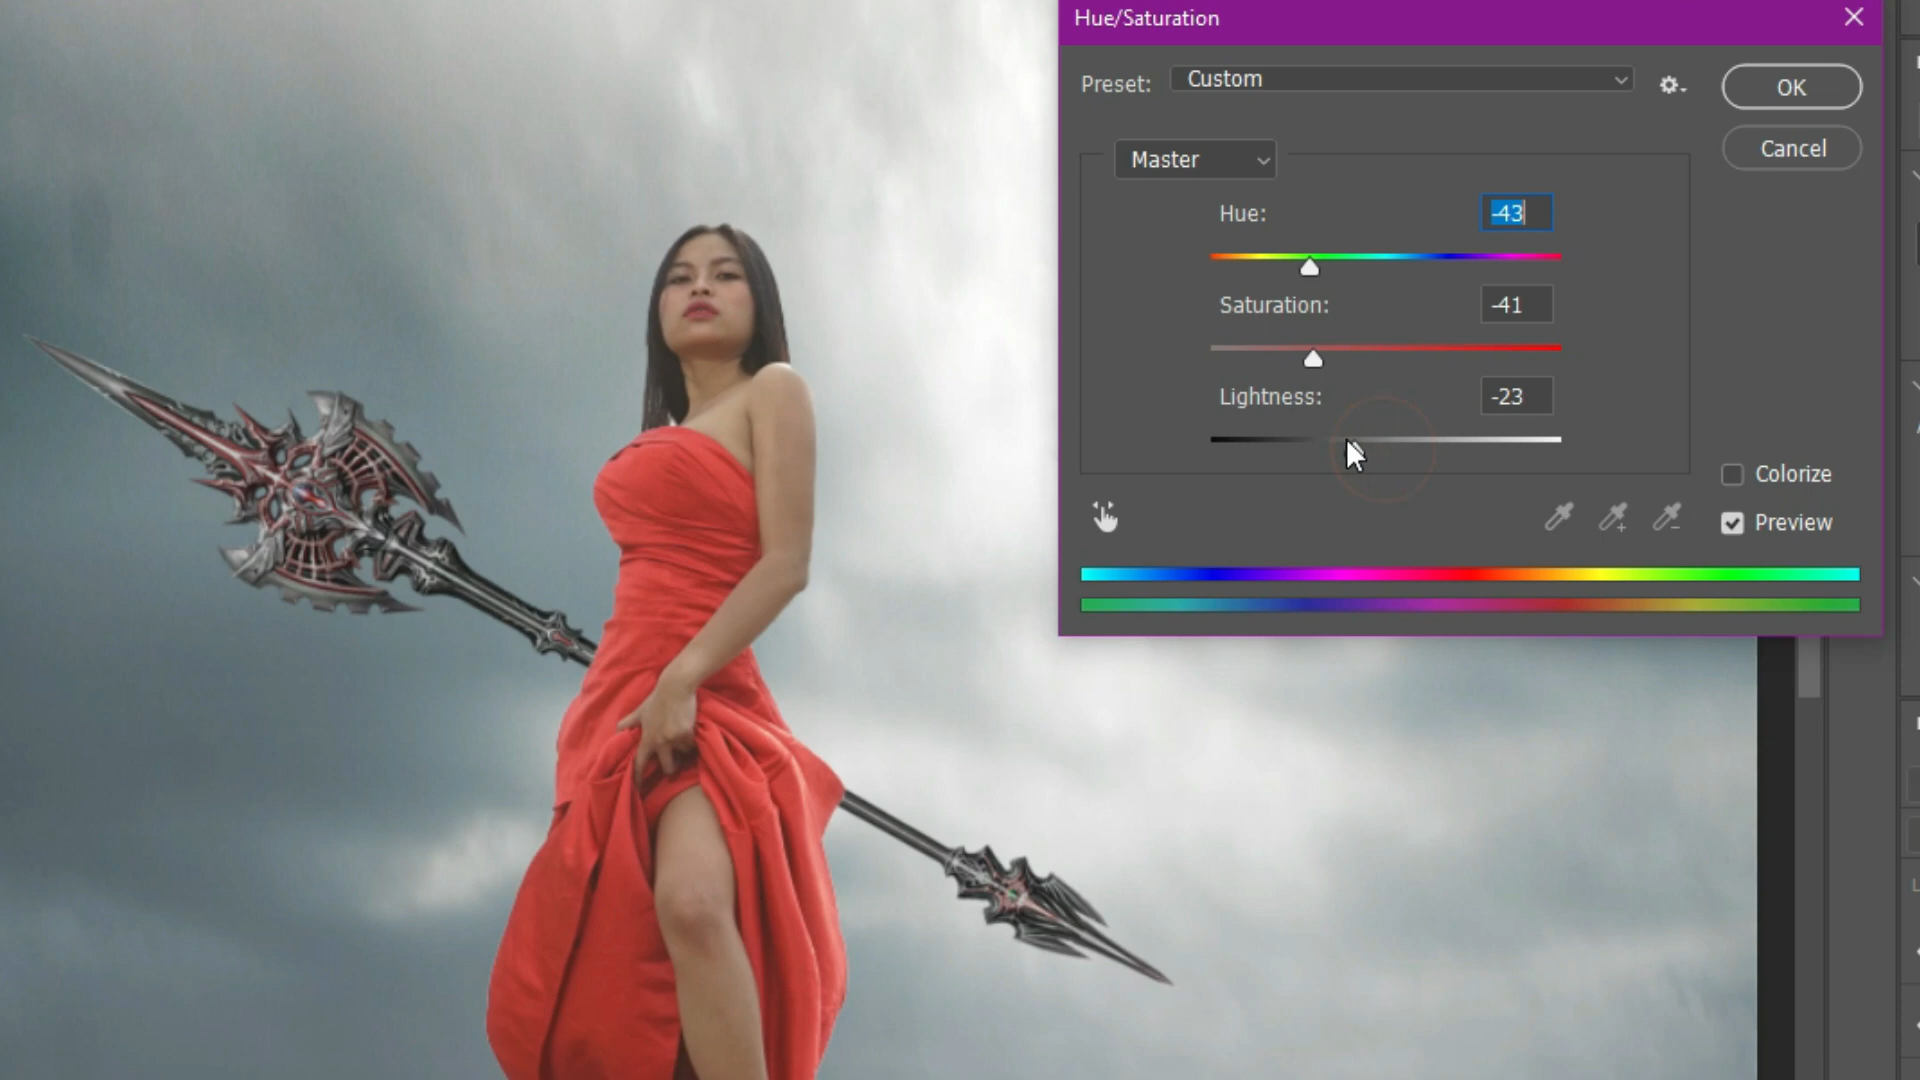 Hue/Saturation
Preset: Custom
OK
Cancel
Master
Hue: -43
Saturation: -41
Lightness: -23
Colorize
Preview